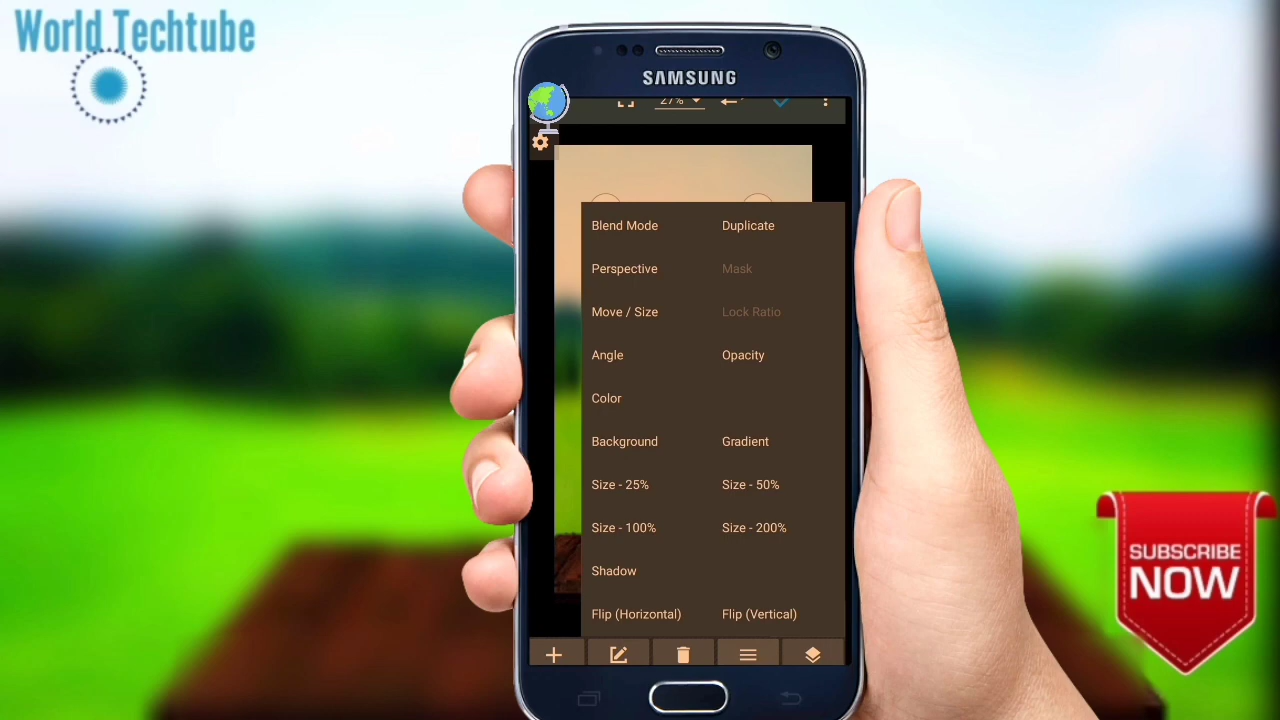 World Techtube
SAMSUNG
27%
Blend Mode Duplicate
Perspective Mask
Move / Size Lock Ratio
Angle Opacity
Color
Background Gradient
Size - 25% Size - 50%
Size - 100% Size - 200%
Shadow
Flip (Horizontal) Flip (Vertical)
SUBSCRIBE
NOW